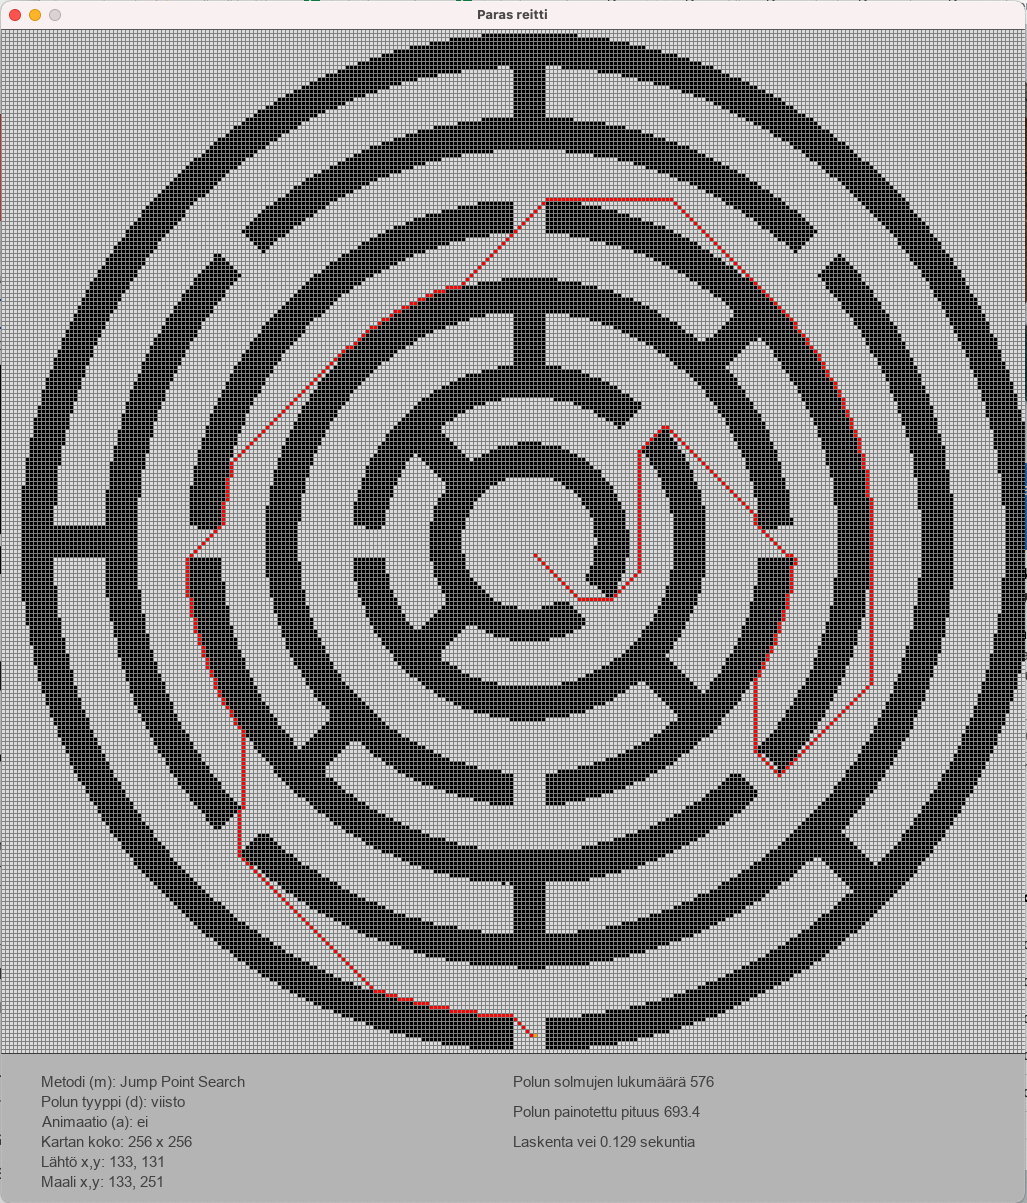 Paras reitti
Metodi (m): Jump Point Search
Polun tyyppi (d): viisto
Animaatio (a): ei
Kartan koko: 256 x 256
Lähtö x,y: 133, 131
Maali x,y: 133, 251
Polun solmujen lukumäärä 576
Polun painotettu pituus 693.4
Laskenta vei 0.129 sekuntia